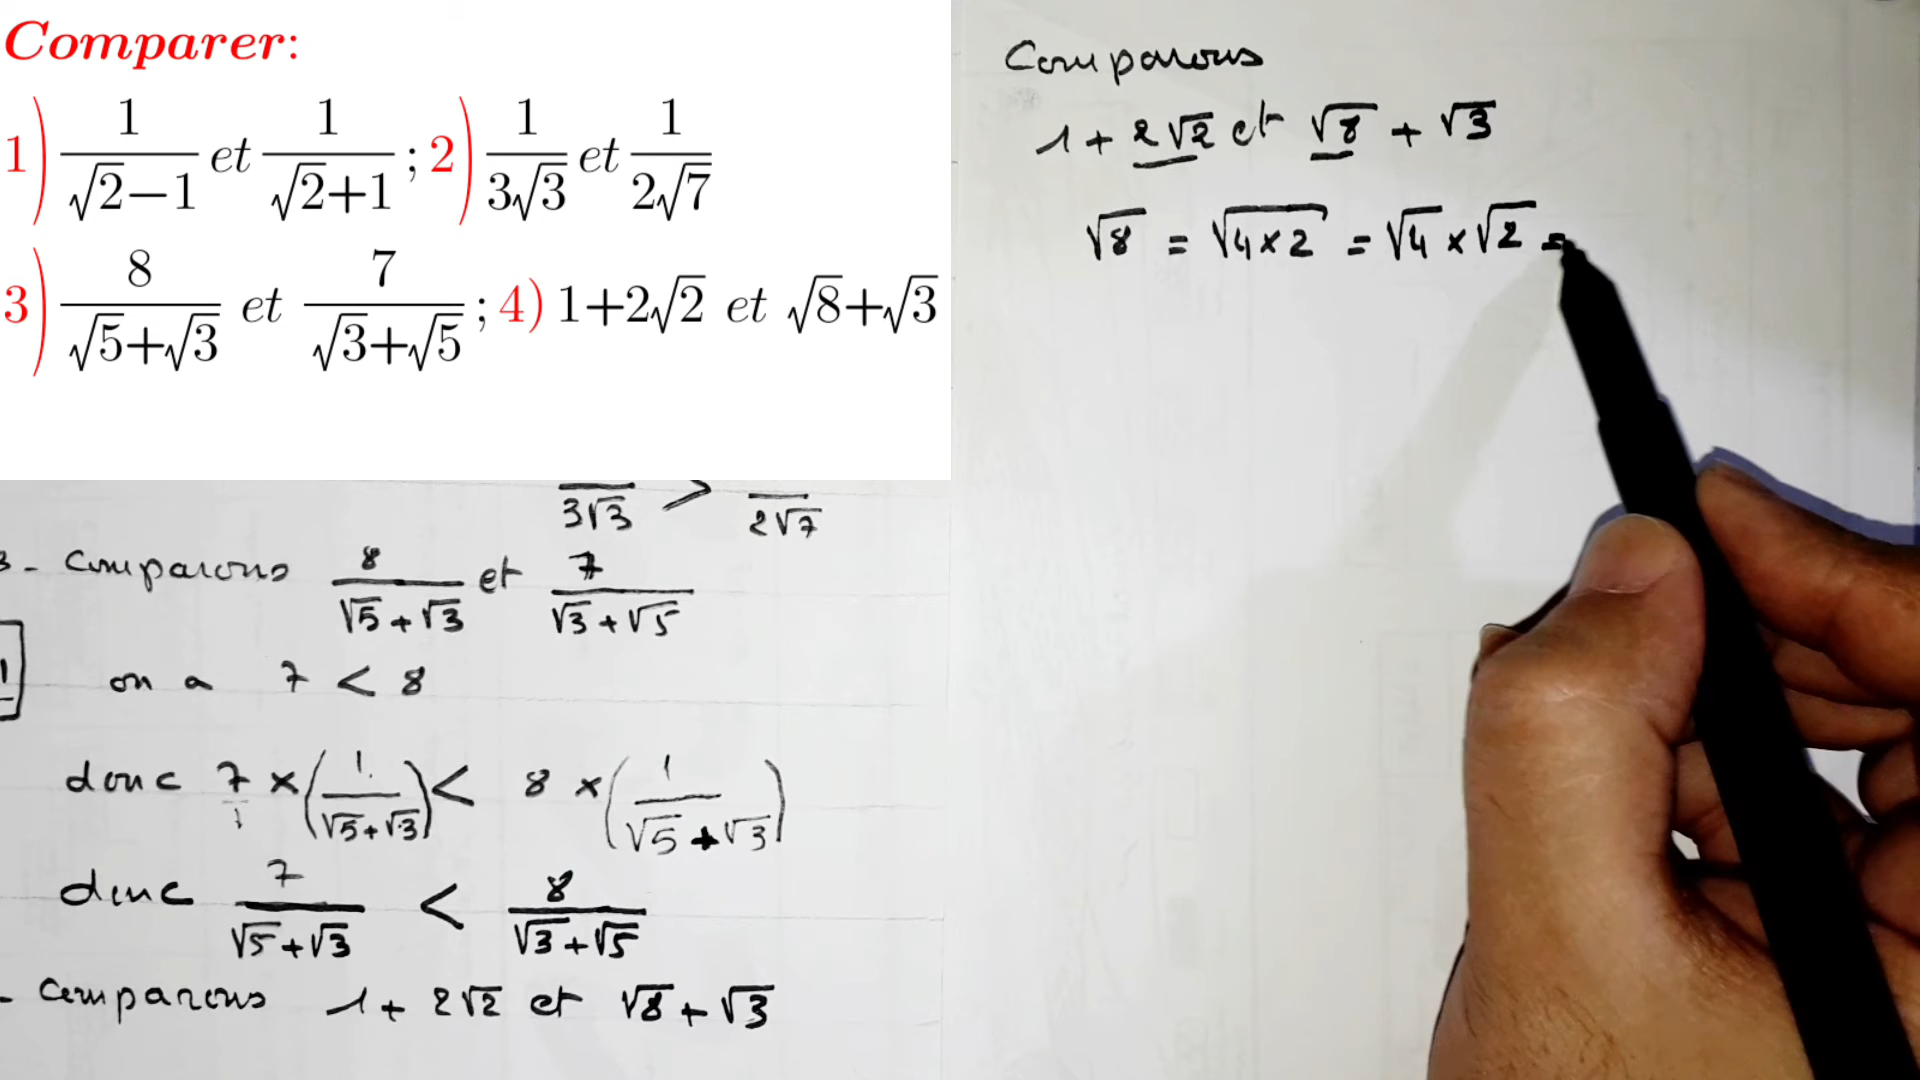 Comparer:
1) 1/(√2−1) et 1/(√2+1) ; 2) 1/(3√3) et 1/(2√7)
3) 8/(√5+√3) et 7/(√3+√5) ; 4) 1+2√2 et √8+√3
3√3 > 2√7
3 - Comparons 8/(√5+√3) et 7/(√3+√5)
on a 7 < 8
donc 7/1 × (1/(√5+√3)) < 8 × (1/(√5+√3))
donc 7/(√5+√3) < 8/(√3+√5)
- Comparons 1+ 2√2 et √8 + √3
Comparons
1+ 2√2 et √8 + √3
√8 = √4×2 = √4 × √2 =